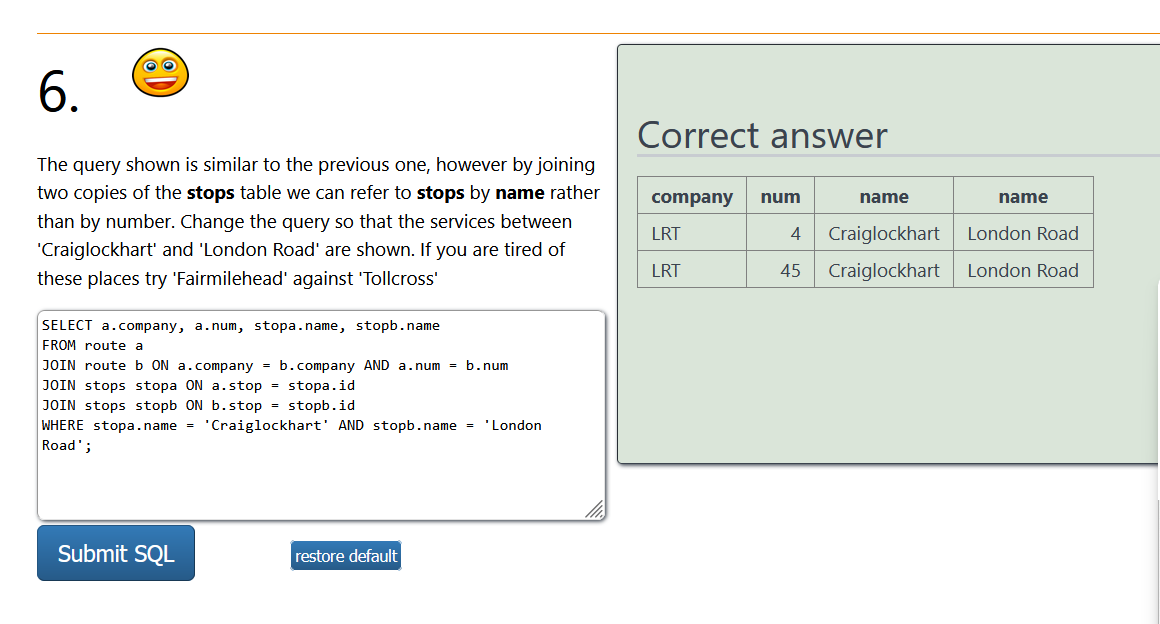 6.
The query shown is similar to the previous one, however by joining
two copies of the stops table we can refer to stops by name rather
than by number. Change the query so that the services between
'Craiglockhart' and 'London Road' are shown. If you are tired of
these places try 'Fairmilehead' against 'Tollcross'
SELECT a.company, a.num, stopa.name, stopb.name
FROM route a
JOIN route b ON a.company = b.company AND a.num = b.num
JOIN stops stopa ON a.stop = stopa.id
JOIN stops stopb ON b.stop = stopb.id
WHERE stopa.name = 'Craiglockhart' AND stopb.name = 'London
Road';
Submit SQL
restore default
Correct answer
company num name name
LRT 4 Craiglockhart London Road
LRT 45 Craiglockhart London Road